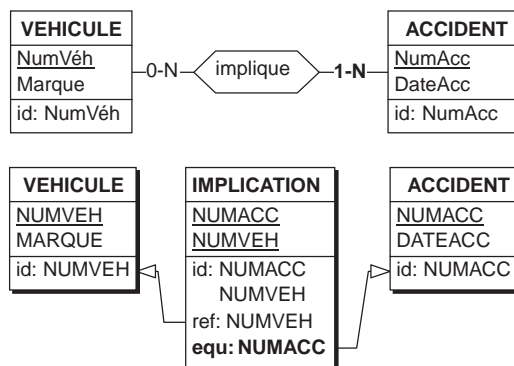 VEHICULE
NumVéh
Marque
id: NumVéh
0-N
implique
1-N
ACCIDENT
NumAcc
DateAcc
id: NumAcc
VEHICULE
NUMVEH
MARQUE
id: NUMVEH
IMPLICATION
NUMACC
NUMVEH
id: NUMACC
NUMVEH
ref: NUMVEH
equ: NUMACC
ACCIDENT
NUMACC
DATEACC
id: NUMACC